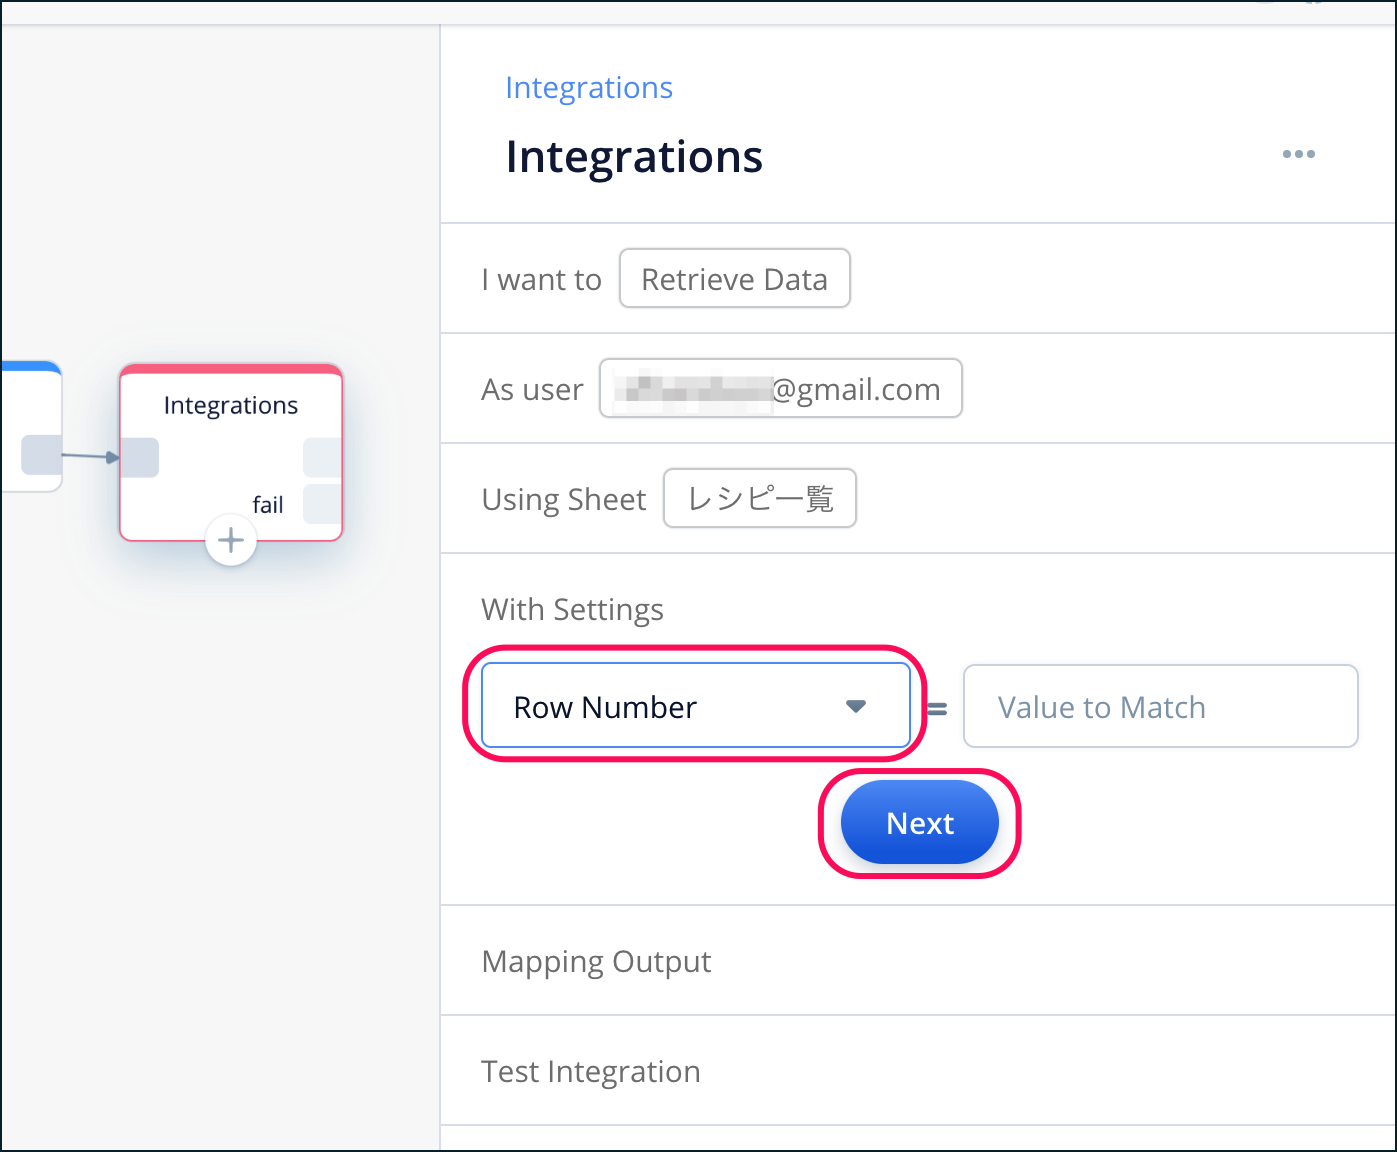 Integrations
Integrations
I want to Retrieve Data
As user @gmail.com
Integrations
fail
Using Sheet レシピ一覧
With Settings
Row Number = Value to Match
Next
Mapping Output
Test Integration